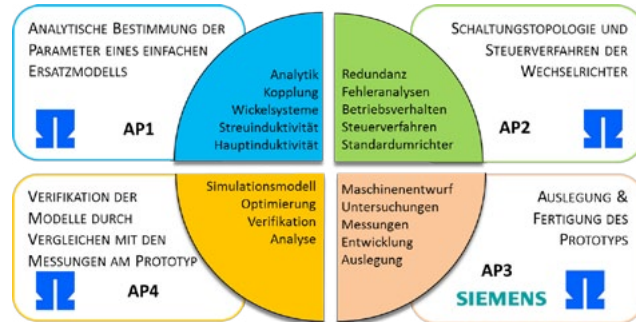 ANALYTISCHE BESTIMMUNG DER
PARAMETER EINES EINFACHEN
ERSATZMODELLS
AP1
Analytik
Kopplung
Wickelsysteme
Streuinduktivität
Hauptinduktivität
SCHALTUNGSTOPOLOGIE UND
STEUERVERFAHREN DER
WECHSELRICHTER
AP2
Redundanz
Fehleranalysen
Betriebsverhalten
Steuerverfahren
Standardumrichter
VERIFIKATION DER
MODELLE DURCH
VERGLEICHEN MIT DEN
MESSUNGEN AM PROTOTYP
AP4
Simulationsmodell
Optimierung
Verifikation
Analyse
Maschinenentwurf
Untersuchungen
Messungen
Entwicklung
Auslegung
AUSLEGUNG &
FERTIGUNG DES
PROTOTYPS
AP3
SIEMENS